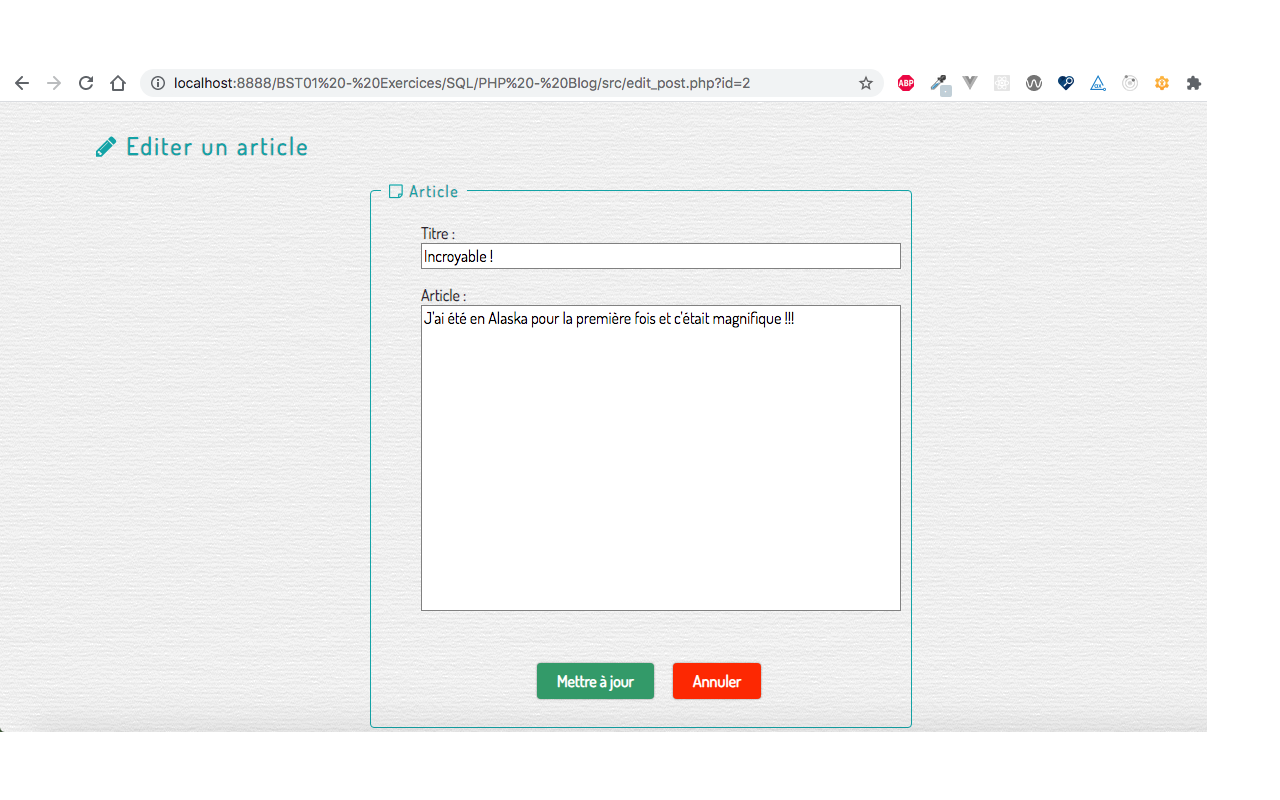 localhost:8888/BST01%20-%20Exercices/SQL/PHP%20-%20Blog/src/edit_post.php?id=2
ABP
Editer un article
Article
Titre :
Incroyable !
Article :
J'ai été en Alaska pour la première fois et c'était magnifique !!!
Mettre à jour
Annuler